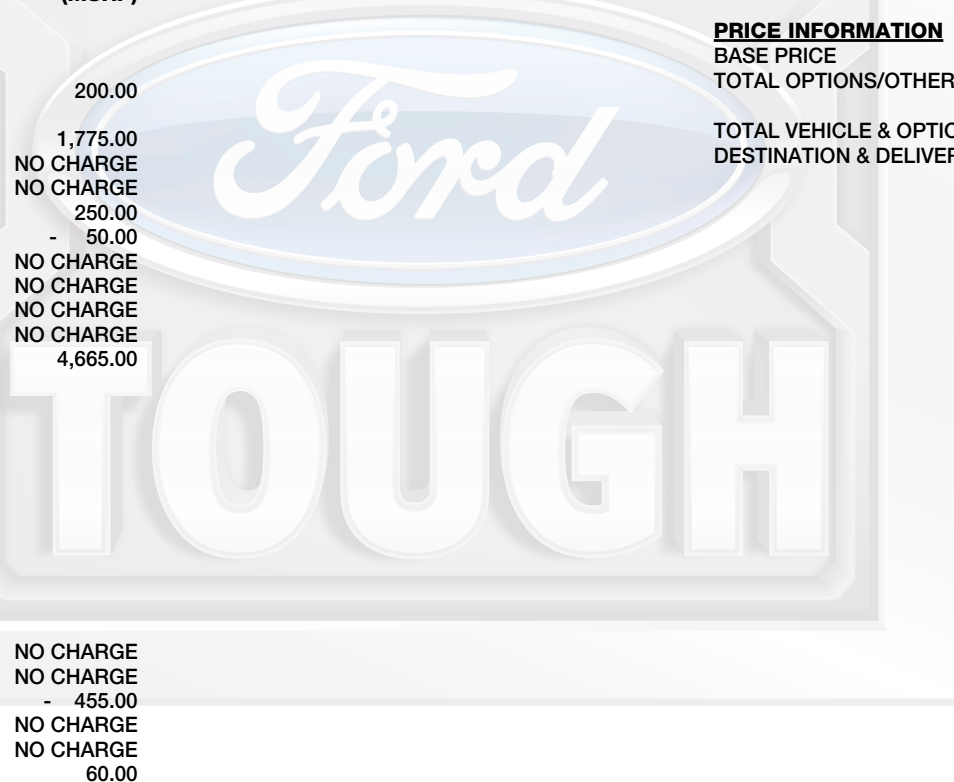 (MSRP)
200.00
1,775.00
NO CHARGE
NO CHARGE
250.00
- 50.00
NO CHARGE
NO CHARGE
NO CHARGE
NO CHARGE
4,665.00
NO CHARGE
NO CHARGE
- 455.00
NO CHARGE
NO CHARGE
60.00
PRICE INFORMATION
BASE PRICE
TOTAL OPTIONS/OTHER
TOTAL VEHICLE & OPTIO
DESTINATION & DELIVER
Ford
TOUGH